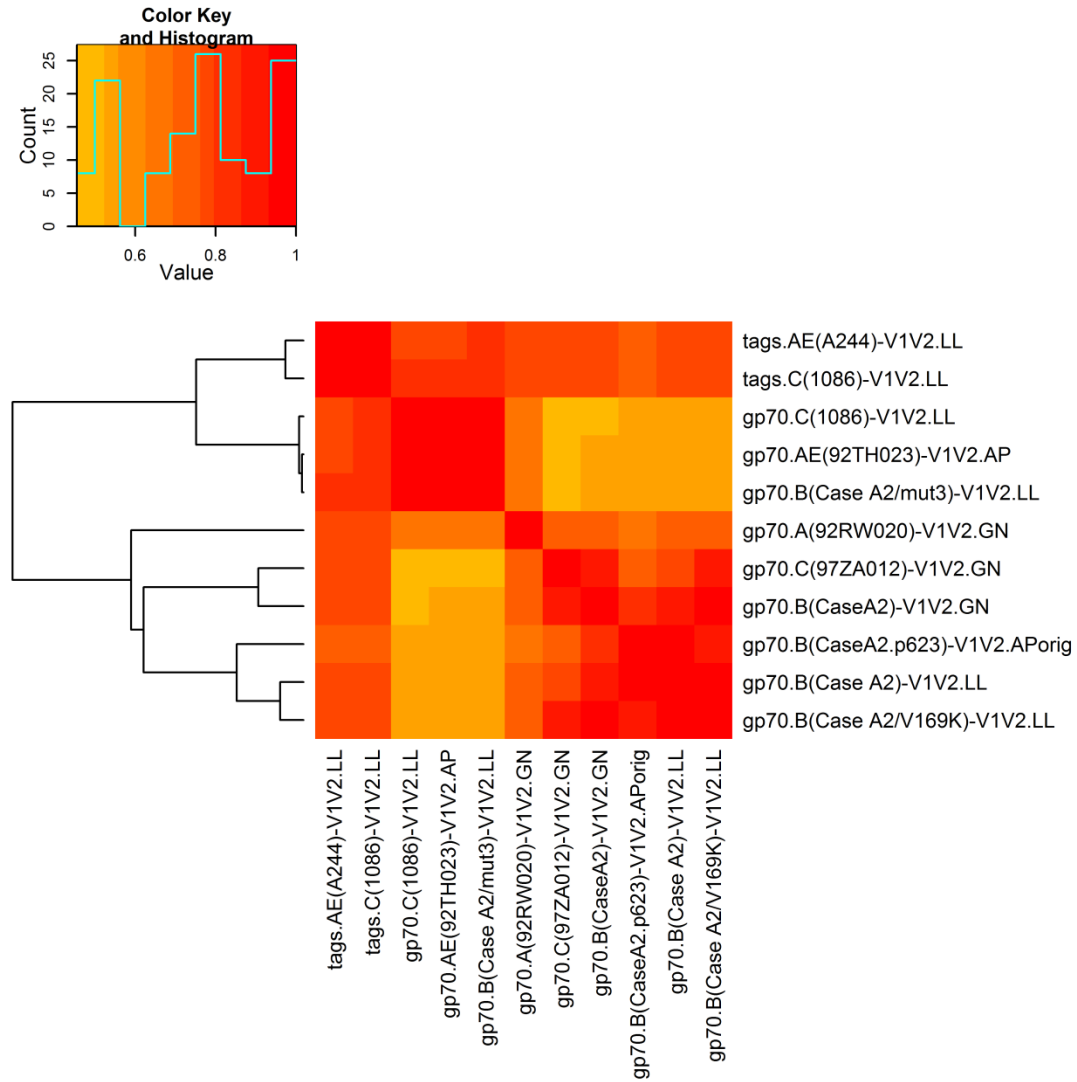 Color Key
and Histogram
25
20
15
10
5
0
Count
0.6
0.8
1
Value
tags.AE(A244)-V1V2.LL
tags.C(1086)-V1V2.LL
gp70.C(1086)-V1V2.LL
gp70.AE(92TH023)-V1V2.AP
gp70.B(Case A2/mut3)-V1V2.LL
gp70.A(92RW020)-V1V2.GN
gp70.C(97ZA012)-V1V2.GN
gp70.B(CaseA2)-V1V2.GN
gp70.B(CaseA2.p623)-V1V2.APorig
gp70.B(Case A2)-V1V2.LL
gp70.B(Case A2/V169K)-V1V2.LL
tags.AE(A244)-V1V2.LL
tags.C(1086)-V1V2.LL
gp70.C(1086)-V1V2.LL
gp70.AE(92TH023)-V1V2.AP
gp70.B(Case A2/mut3)-V1V2.LL
gp70.A(92RW020)-V1V2.GN
gp70.C(97ZA012)-V1V2.GN
gp70.B(CaseA2)-V1V2.GN
gp70.B(CaseA2.p623)-V1V2.APorig
gp70.B(Case A2)-V1V2.LL
gp70.B(Case A2/V169K)-V1V2.LL